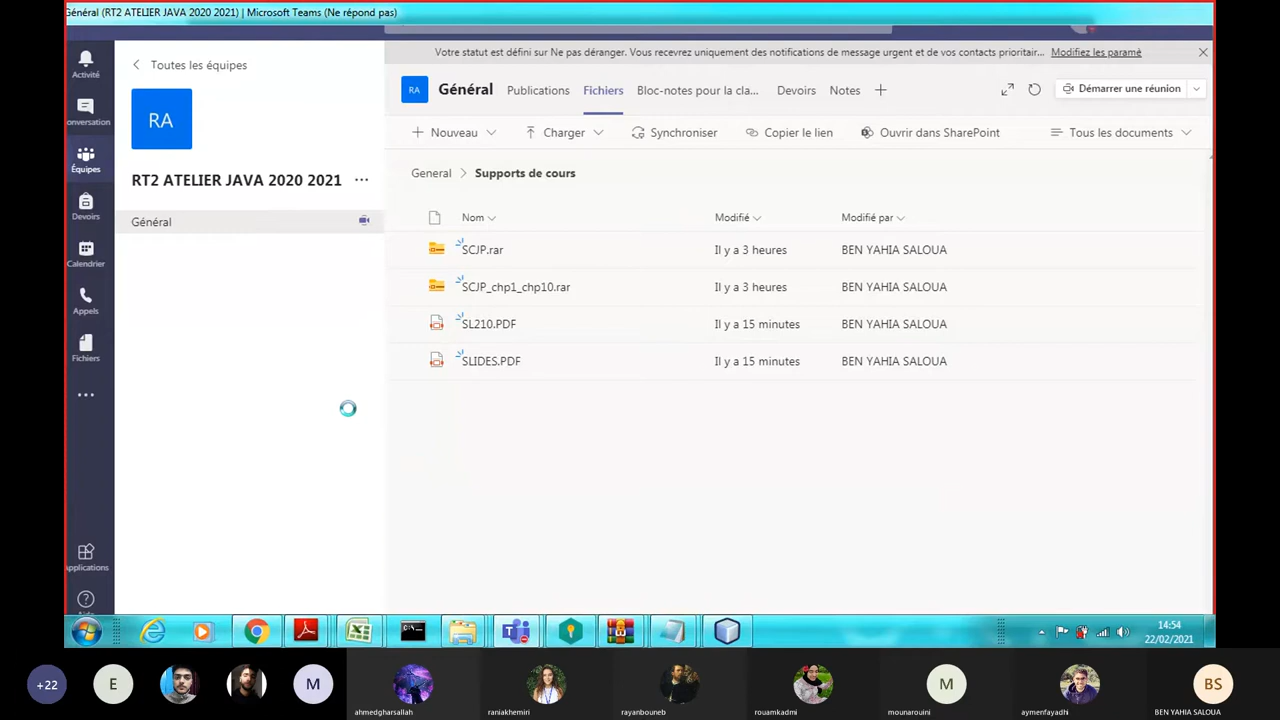 Général (RT2 ATELIER JAVA 2020 2021) | Microsoft Teams (Ne répond pas)
Votre statut est défini sur Ne pas déranger. Vous recevrez uniquement des notifications de message urgent et de vos contacts prioritair... Modifiez les paramè
Activité
onversation
Équipes
Devoirs
Calendrier
Appels
Fichiers
pplications
Toutes les équipes
RA
RT2 ATELIER JAVA 2020 2021 ...
Général
RA Général Publications Fichiers Bloc-notes pour la cla... Devoirs Notes + Démarrer une réunion
+ Nouveau Charger Synchroniser Copier le lien Ouvrir dans SharePoint Tous les documents
General > Supports de cours
Nom Modifié Modifié par
SCJP.rar Il y a 3 heures BEN YAHIA SALOUA
SCJP_chp1_chp10.rar Il y a 3 heures BEN YAHIA SALOUA
SL210.PDF Il y a 15 minutes BEN YAHIA SALOUA
SLIDES.PDF Il y a 15 minutes BEN YAHIA SALOUA
14:54
22/02/2021
+22 E M M BS
ahmedgharsallah raniakhemiri rayanbouneb rouamkadmi mounarouini aymenfayadhi BEN YAHIA SALOUA